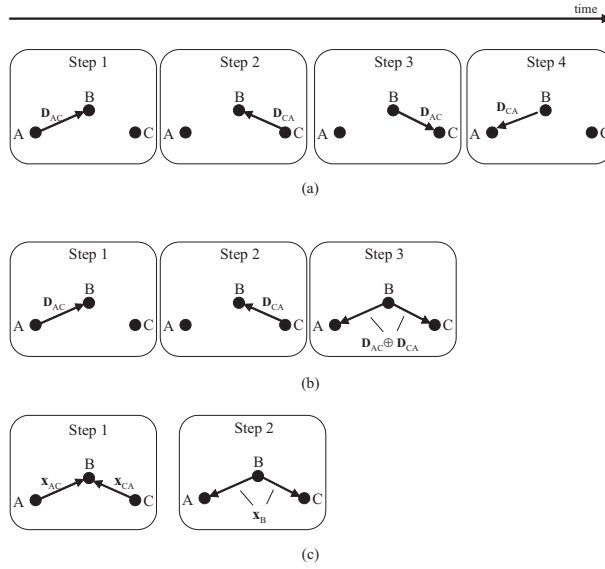 time
Step 1
Step 2
Step 3
Step 4
B
D_AC
A
C
B
D_CA
A
C
B
D_AC
A
C
B
D_CA
A
C
(a)
Step 1
Step 2
Step 3
B
D_AC
A
C
B
D_CA
A
C
B
A
C
D_AC ⊕ D_CA
(b)
Step 1
Step 2
B
x_AC
x_CA
A
C
B
A
C
x_B
(c)